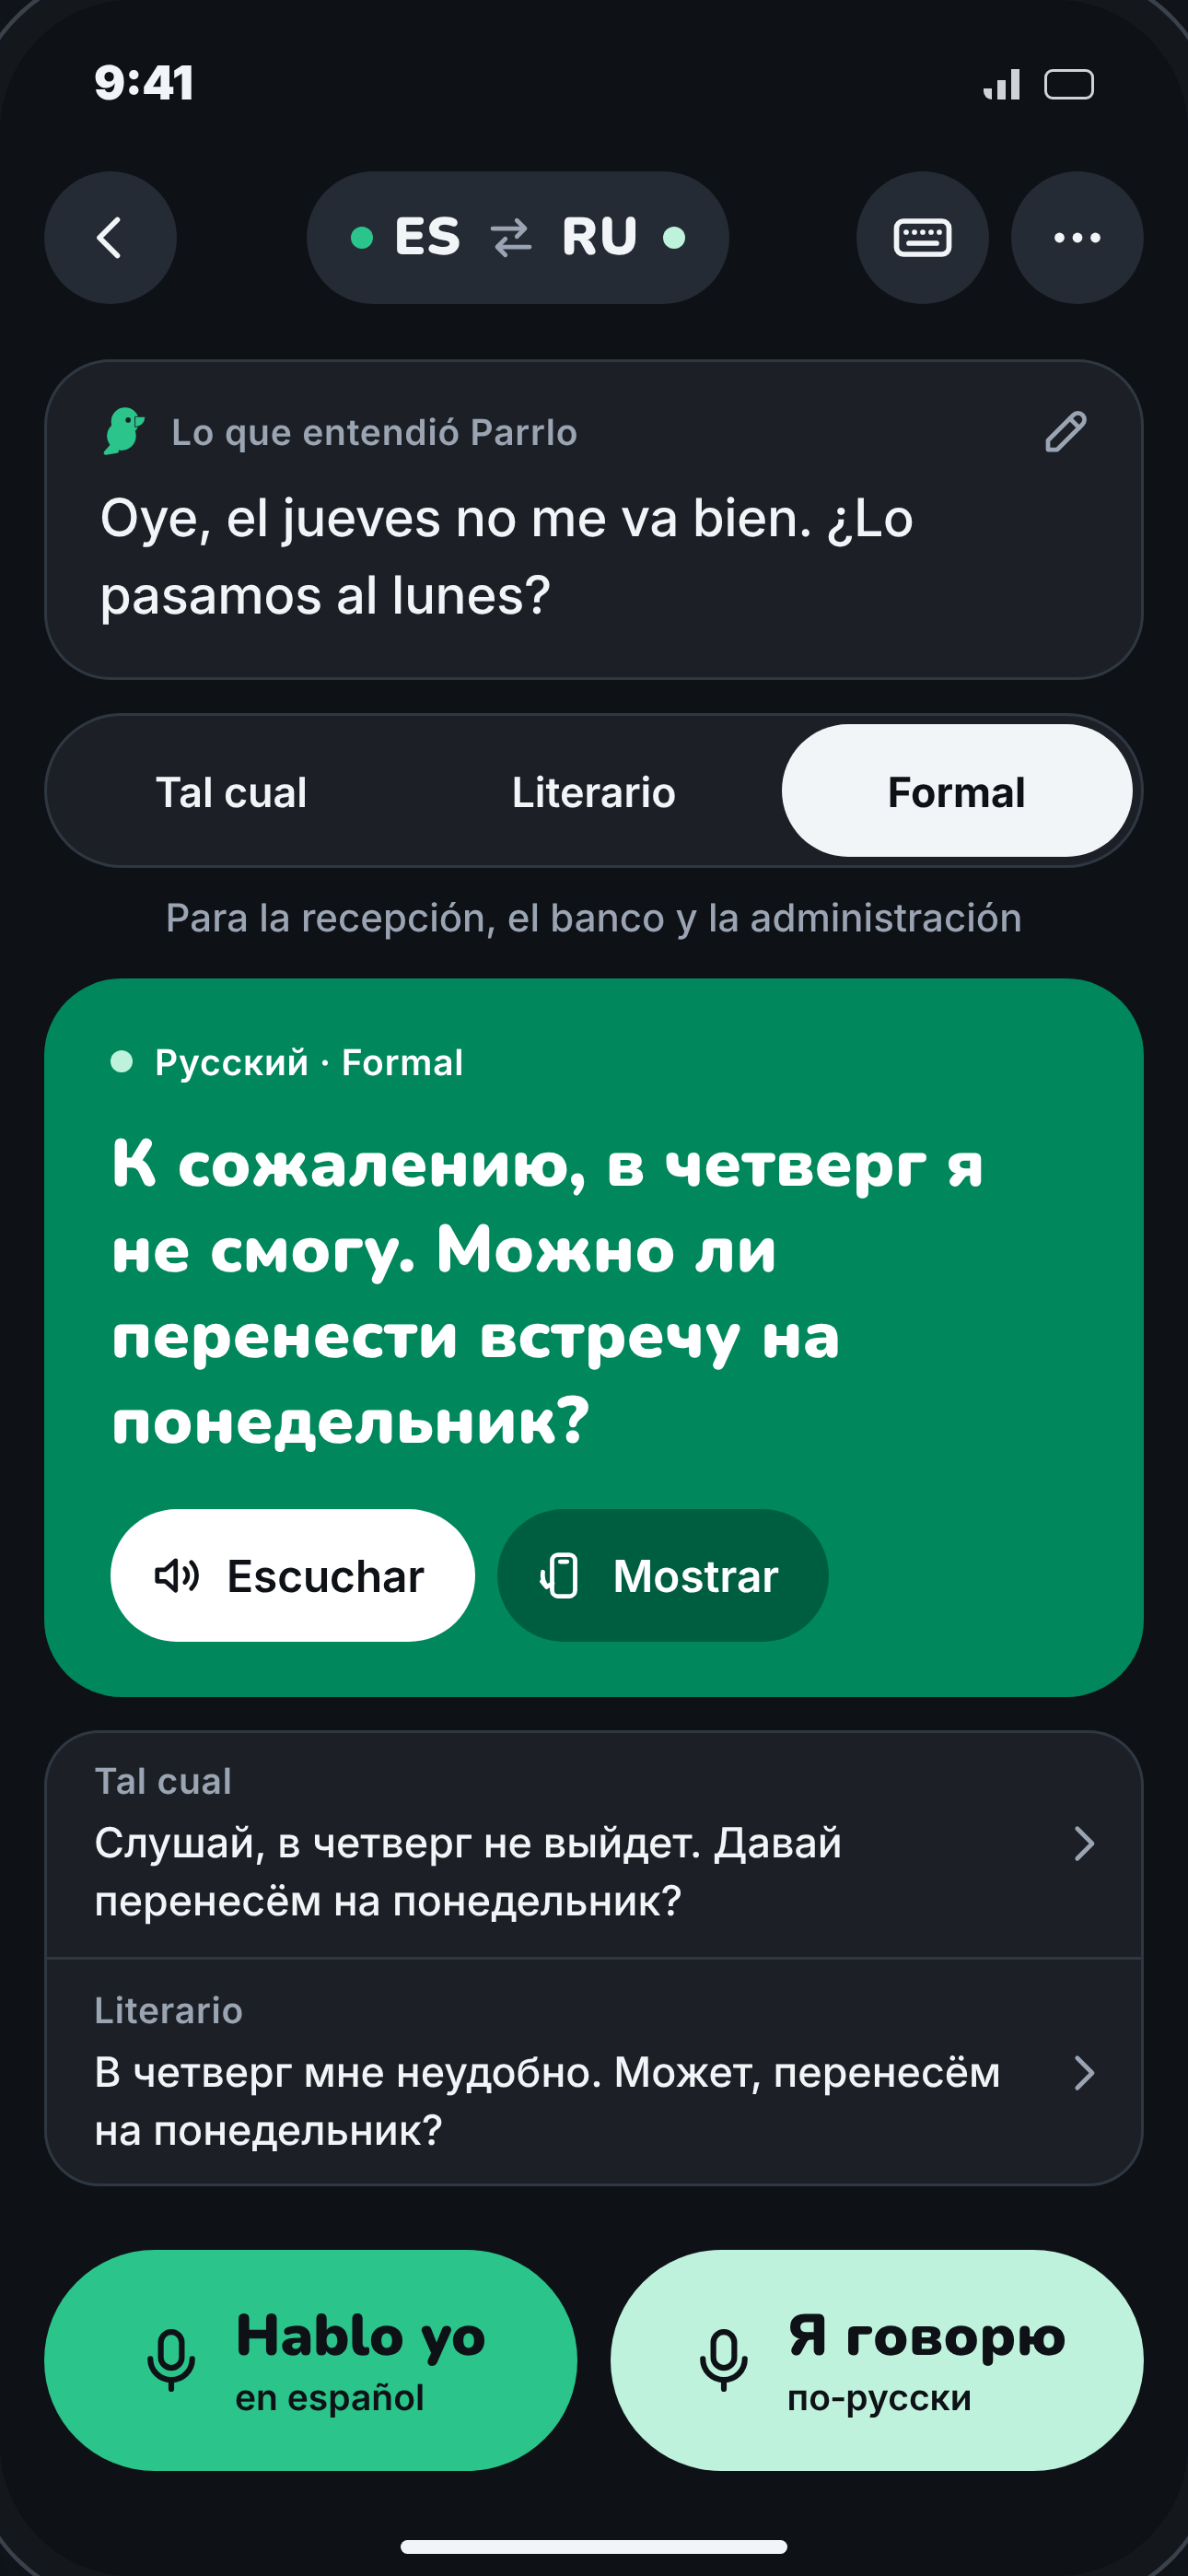 9:41
ES RU
Lo que entendió Parrlo
Oye, el jueves no me va bien. ¿Lo
pasamos al lunes?
Tal cual
Literario
Formal
Para la recepción, el banco y la administración
Русский · Formal
К сожалению, в четверг я
не смогу. Можно ли
перенести встречу на
понедельник?
Escuchar
Mostrar
Tal cual
Слушай, в четверг не выйдет. Давай
перенесём на понедельник?
Literario
В четверг мне неудобно. Может, перенесём
на понедельник?
Hablo yo
en español
Я говорю
по-русски